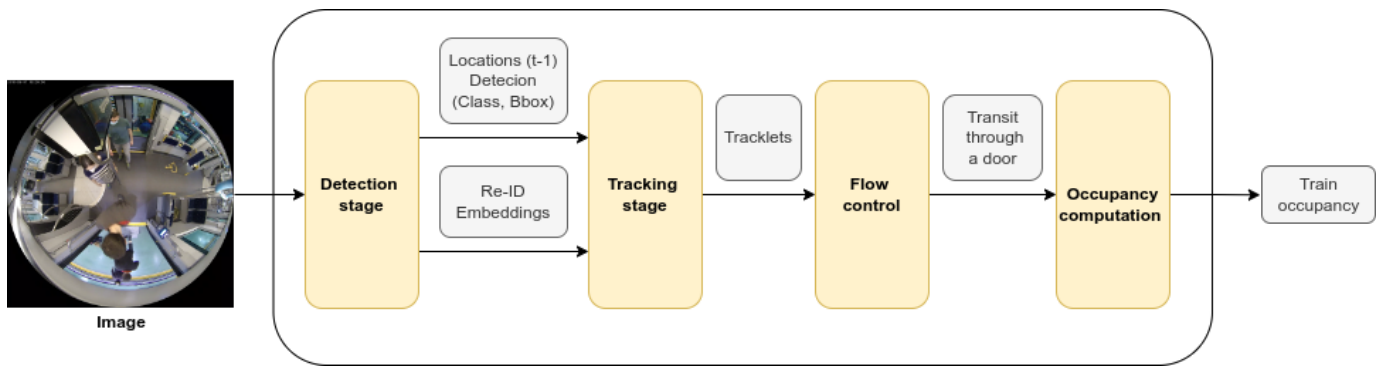 Image
Detection
stage
Locations (t-1)
Detecion
(Class, Bbox)
Re-ID
Embeddings
Tracking
stage
Tracklets
Flow
control
Transit
through
a door
Occupancy
computation
Train
occupancy